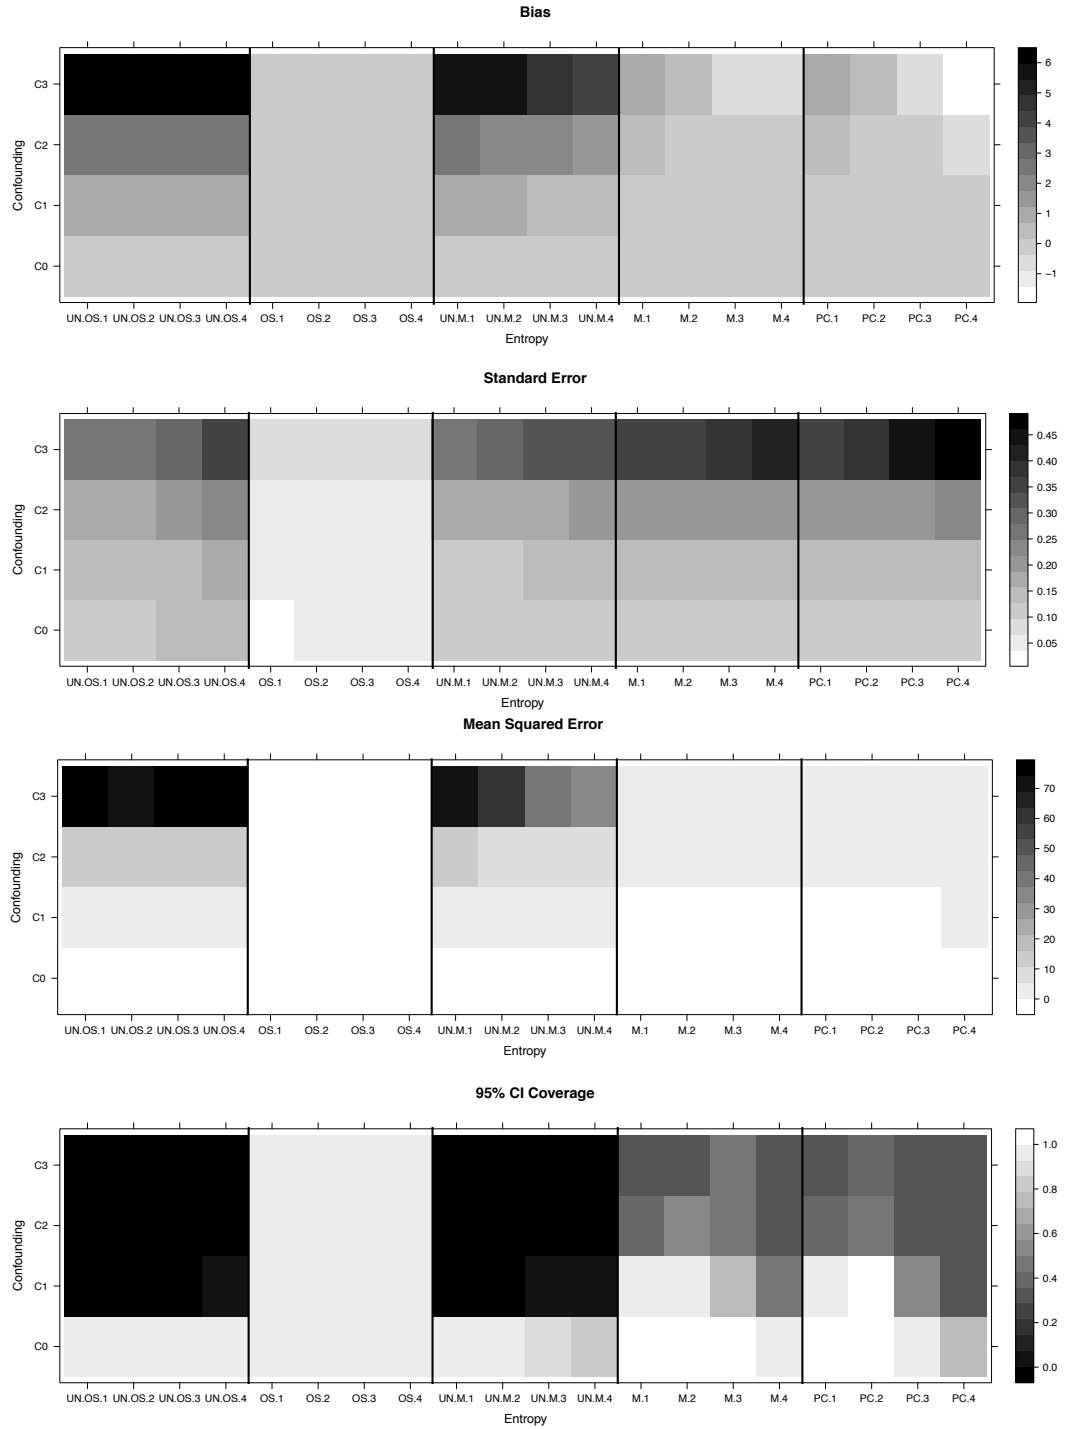 Bias
6
5
4
3
2
1
0
−1
C3
C2
C1
C0
Confounding
UN.OS.1 UN.OS.2 UN.OS.3 UN.OS.4 OS.1 OS.2 OS.3 OS.4 UN.M.1 UN.M.2 UN.M.3 UN.M.4 M.1 M.2 M.3 M.4 PC.1 PC.2 PC.3 PC.4
Entropy
Standard Error
0.45
0.40
0.35
0.30
0.25
0.20
0.15
0.10
0.05
C3
C2
C1
C0
Confounding
UN.OS.1 UN.OS.2 UN.OS.3 UN.OS.4 OS.1 OS.2 OS.3 OS.4 UN.M.1 UN.M.2 UN.M.3 UN.M.4 M.1 M.2 M.3 M.4 PC.1 PC.2 PC.3 PC.4
Entropy
Mean Squared Error
70
60
50
40
30
20
10
0
C3
C2
C1
C0
Confounding
UN.OS.1 UN.OS.2 UN.OS.3 UN.OS.4 OS.1 OS.2 OS.3 OS.4 UN.M.1 UN.M.2 UN.M.3 UN.M.4 M.1 M.2 M.3 M.4 PC.1 PC.2 PC.3 PC.4
Entropy
95% CI Coverage
1.0
0.8
0.6
0.4
0.2
0.0
C3
C2
C1
C0
Confounding
UN.OS.1 UN.OS.2 UN.OS.3 UN.OS.4 OS.1 OS.2 OS.3 OS.4 UN.M.1 UN.M.2 UN.M.3 UN.M.4 M.1 M.2 M.3 M.4 PC.1 PC.2 PC.3 PC.4
Entropy